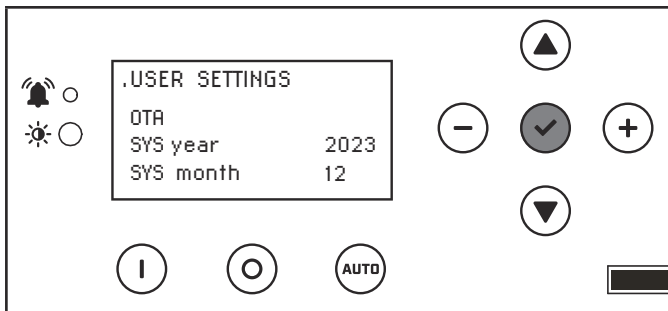 .USER SETTINGS
OTA
SYS year 2023
SYS month 12
AUTO